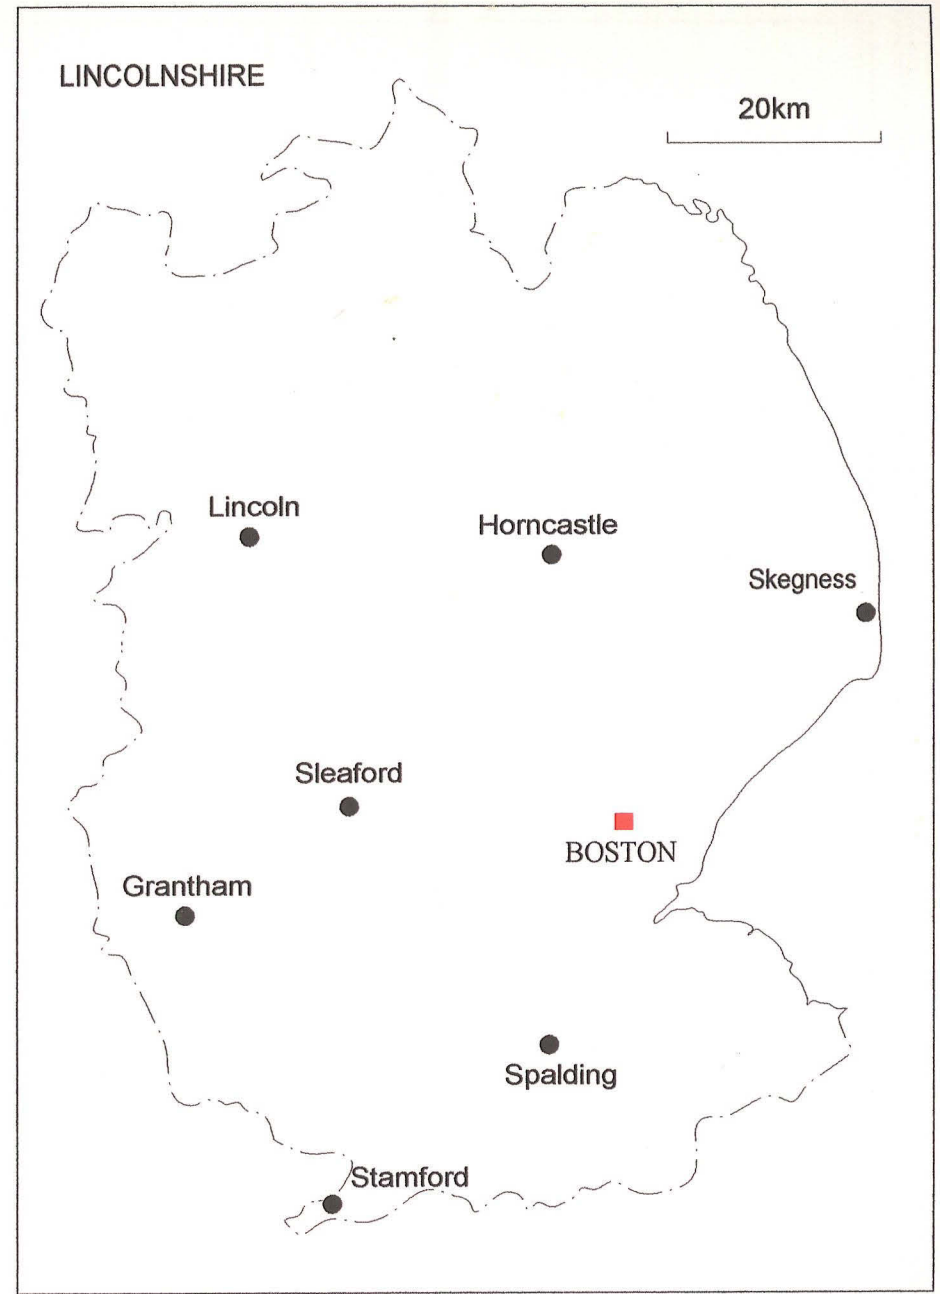 LINCOLNSHIRE
20km
Lincoln
Horncastle
Skegness
Sleaford
BOSTON
Grantham
Spalding
Stamford